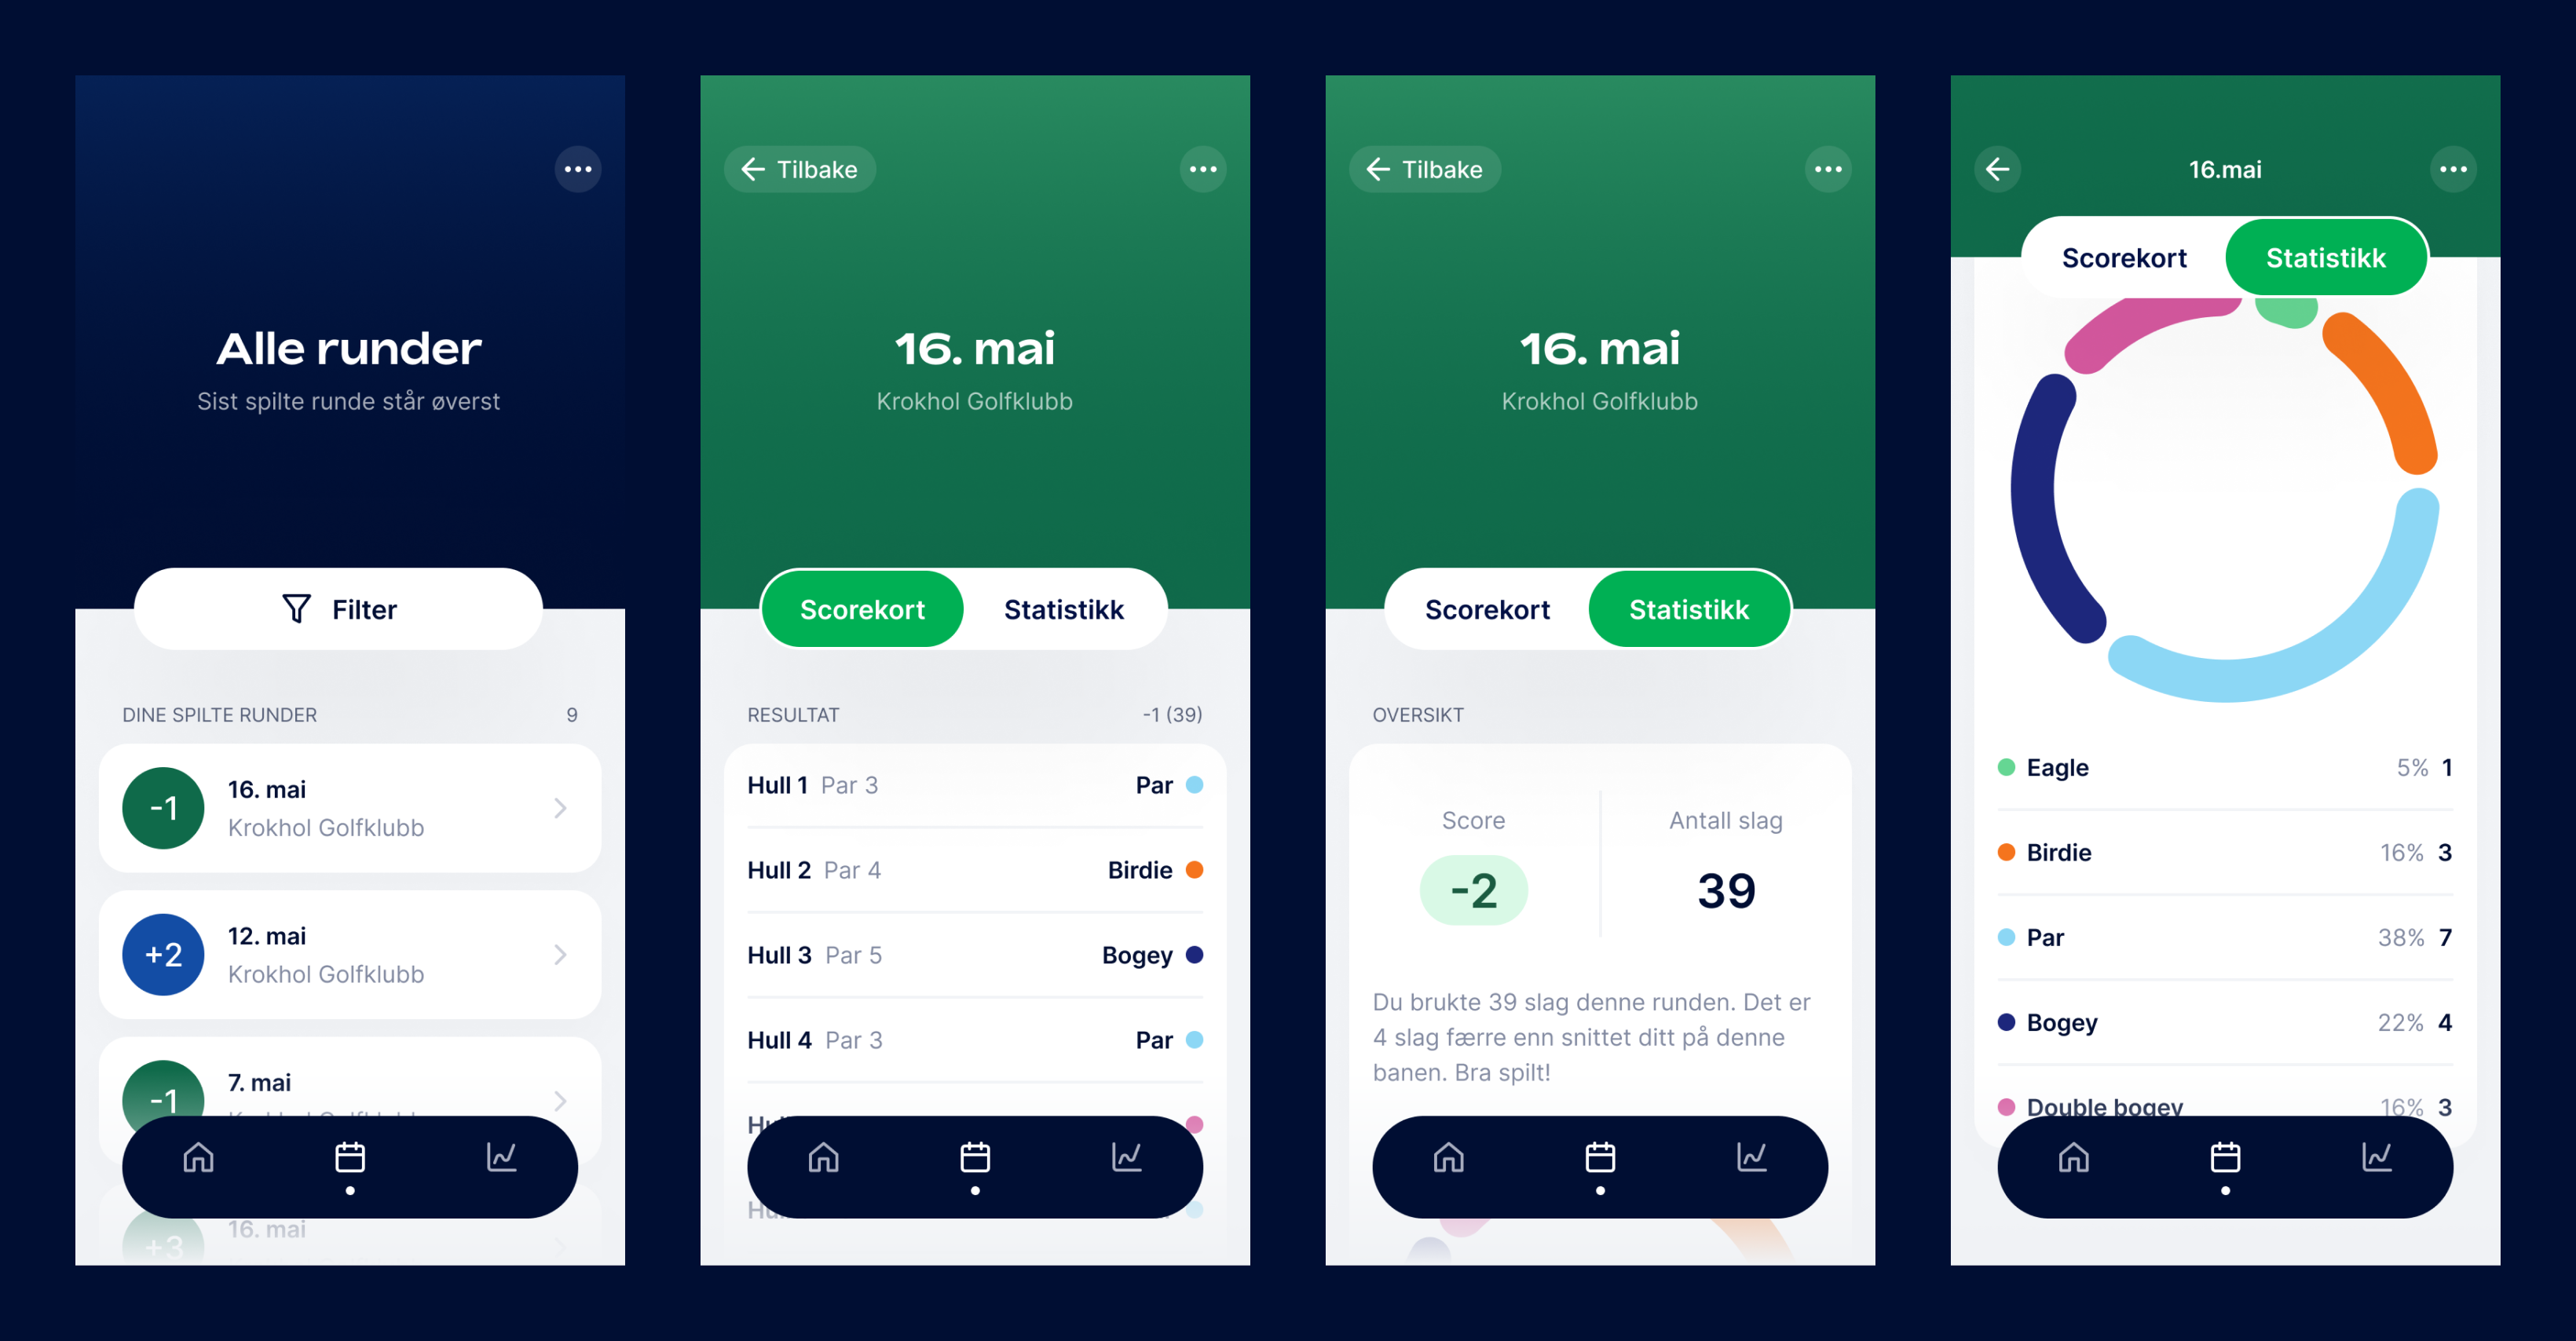 Alle runder
Sist spilte runde står øverst
Filter
DINE SPILTE RUNDER 9
-1 16. mai
Krokhol Golfklubb
+2 12. mai
Krokhol Golfklubb
-1 7. mai
+3 16. mai
Tilbake
16. mai
Krokhol Golfklubb
Scorekort Statistikk
RESULTAT -1 (39)
Hull 1 Par 3 Par
Hull 2 Par 4 Birdie
Hull 3 Par 5 Bogey
Hull 4 Par 3 Par
Tilbake
16. mai
Krokhol Golfklubb
Scorekort Statistikk
OVERSIKT
Score Antall slag
-2 39
Du brukte 39 slag denne runden. Det er
4 slag færre enn snittet ditt på denne
banen. Bra spilt!
16.mai
Scorekort Statistikk
Eagle 5% 1
Birdie 16% 3
Par 38% 7
Bogey 22% 4
Double bogey 16% 3